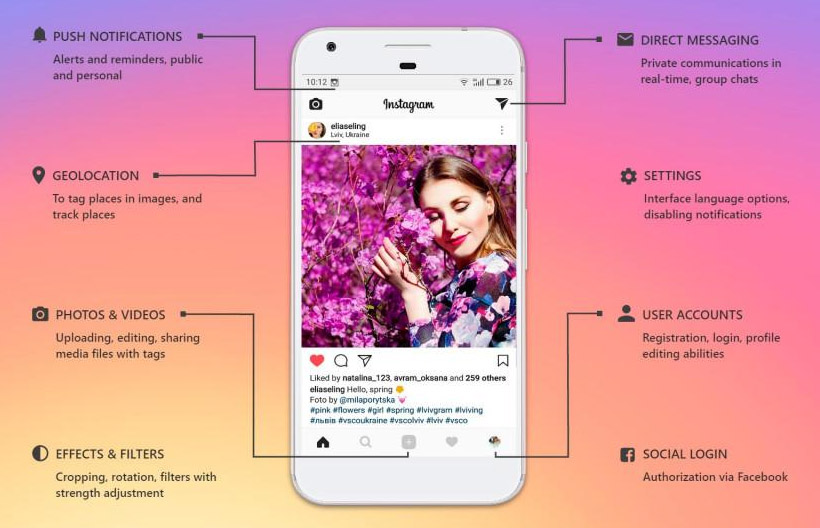 PUSH NOTIFICATIONS
Alerts and reminders, public
and personal
GEOLOCATION
To tag places in images, and
track places
PHOTOS & VIDEOS
Uploading, editing, sharing
media files with tags
EFFECTS & FILTERS
Cropping, rotation, filters with
strength adjustment
10:12
26
Instagram
eliaseling
Lviv, Ukraine
Liked by natalina_123, avram_oksana and 259 others
eliaseling Hello, spring
Foto by @milaporytska
#pink #flowers #girl #spring #lvivgram #lviving
#львів #vscoukraine #vscolviv #lviv #vsco
DIRECT MESSAGING
Private communications in
real-time, group chats
SETTINGS
Interface language options,
disabling notifications
USER ACCOUNTS
Registration, login, profile
editing abilities
SOCIAL LOGIN
Authorization via Facebook